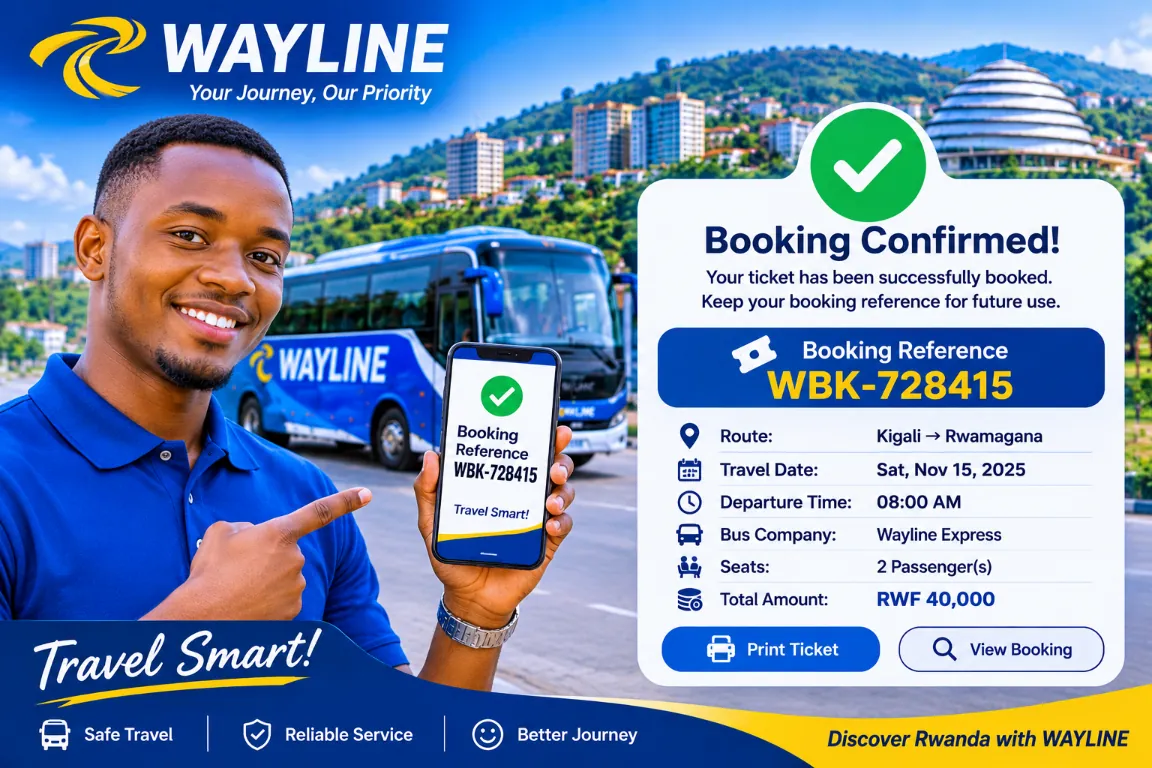 WAYLINE
Your Journey, Our Priority
WAYLINE
Booking
Reference
WBK-728415
Travel Smart!
Booking Confirmed!
Your ticket has been successfully booked.
Keep your booking reference for future use.
Booking Reference
WBK-728415
Route: Kigali → Rwamagana
Travel Date: Sat, Nov 15, 2025
Departure Time: 08:00 AM
Bus Company: Wayline Express
Seats: 2 Passenger(s)
Total Amount: RWF 40,000
Print Ticket
View Booking
Travel Smart!
Safe Travel
Reliable Service
Better Journey
Discover Rwanda with WAYLINE